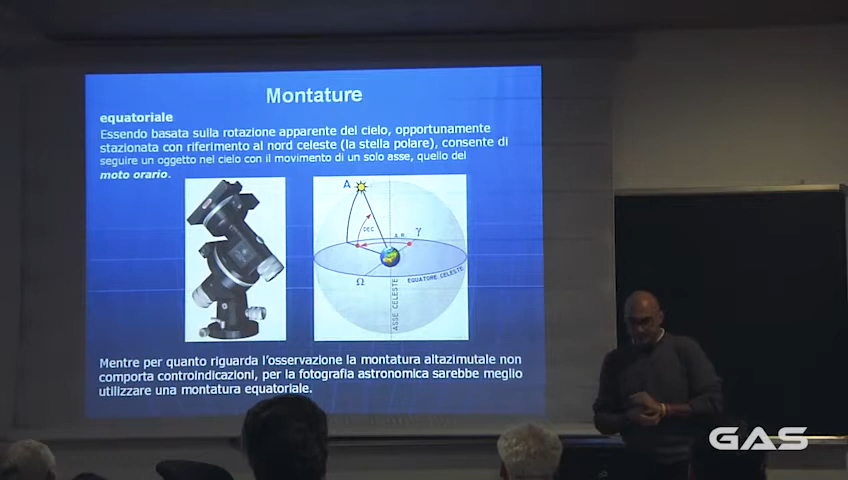 Montature
equatoriale
Essendo basata sulla rotazione apparente del cielo, opportunamente
stazionata con riferimento al nord celeste (la stella polare), consente di
seguire un oggetto nel cielo con il movimento di un solo asse, quello del
moto orario.
A
DEC
A.R.
γ
Ω
EQUATORE CELESTE
ASSE CELESTE
Mentre per quanto riguarda l'osservazione la montatura altazimutale non
comporta controindicazioni, per la fotografia astronomica sarebbe meglio
utilizzare una montatura equatoriale.
GAS